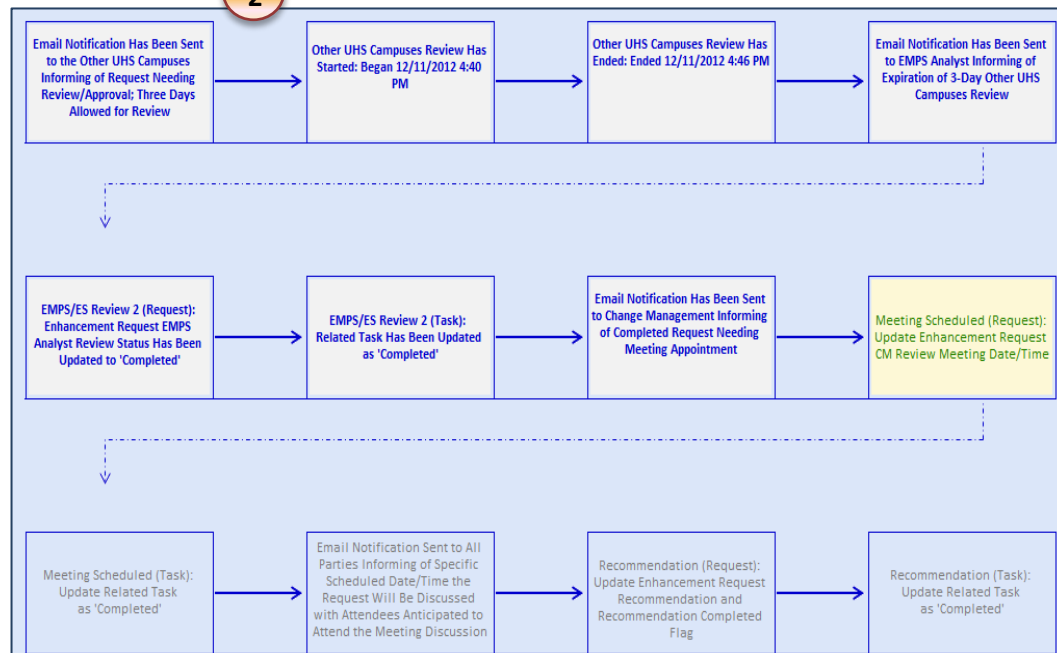 2
Email Notification Has Been Sent
to the Other UHS Campuses
Informing of Request Needing
Review/Approval; Three Days
Allowed for Review
Other UHS Campuses Review Has
Started: Began 12/11/2012 4:40
PM
Other UHS Campuses Review Has
Ended: Ended 12/11/2012 4:46 PM
Email Notification Has Been Sent
to EMPS Analyst Informing of
Expiration of 3-Day Other UHS
Campuses Review
EMPS/ES Review 2 (Request):
Enhancement Request EMPS
Analyst Review Status Has Been
Updated to 'Completed'
EMPS/ES Review 2 (Task):
Related Task Has Been Updated
as 'Completed'
Email Notification Has Been Sent
to Change Management Informing
of Completed Request Needing
Meeting Appointment
Meeting Scheduled (Request):
Update Enhancement Request
CM Review Meeting Date/Time
Meeting Scheduled (Task):
Update Related Task
as 'Completed'
Email Notification Sent to All
Parties Informing of Specific
Scheduled Date/Time the
Request Will Be Discussed
with Attendees Anticipated to
Attend the Meeting Discussion
Recommendation (Request):
Update Enhancement Request
Recommendation and
Recommendation Completed
Flag
Recommendation (Task):
Update Related Task
as 'Completed'